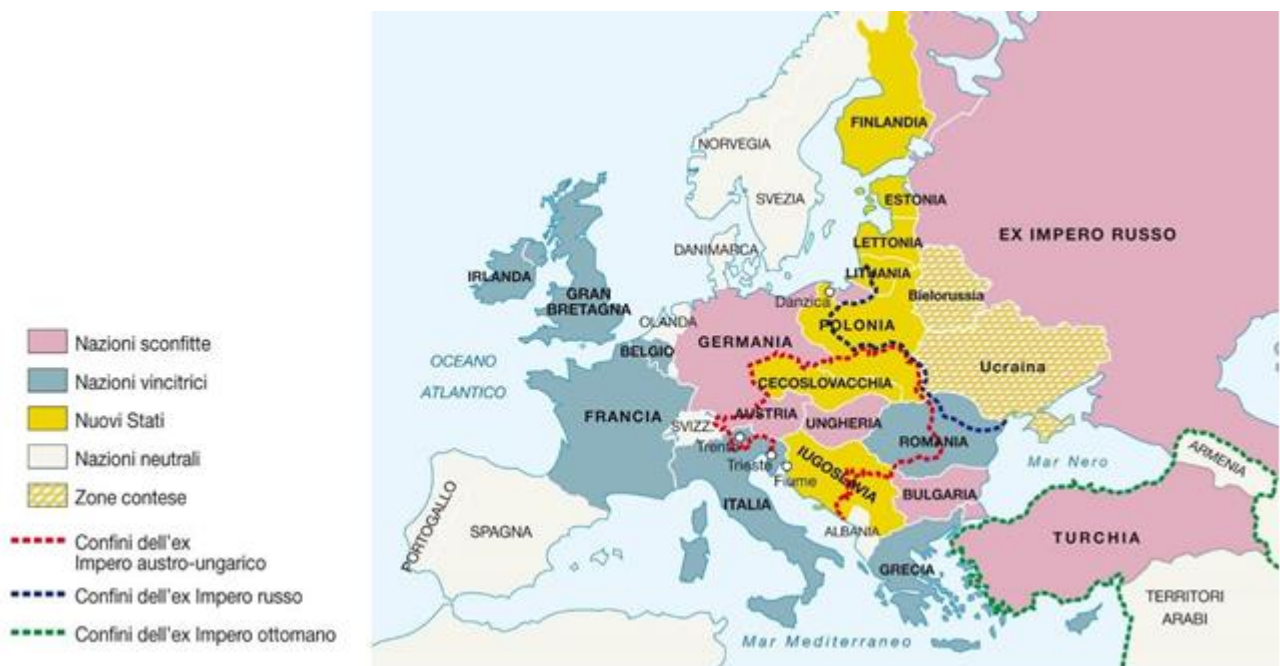 Nazioni sconfitte
Nazioni vincitrici
Nuovi Stati
Nazioni neutrali
Zone contese
Confini dell'ex
Impero austro-ungarico
Confini dell'ex Impero russo
Confini dell'ex Impero ottomano
FINLANDIA
NORVEGIA
SVEZIA
ESTONIA
EX IMPERO RUSSO
LETTONIA
DANIMARCA
LITUANIA
IRLANDA
GRAN
BRETAGNA
Bielorussia
Danzica
OLANDA
POLONIA
GERMANIA
BELGIO
Ucraina
OCEANO
ATLANTICO
CECOSLOVACCHIA
FRANCIA
AUSTRIA
UNGHERIA
SVIZZ.
ROMANIA
Trento
Trieste
Fiume
IUGOSLAVIA
Mar Nero
ARMENIA
BULGARIA
ITALIA
PORTOGALLO
SPAGNA
ALBANIA
TURCHIA
GRECIA
TERRITORI
ARABI
Mar Mediterraneo